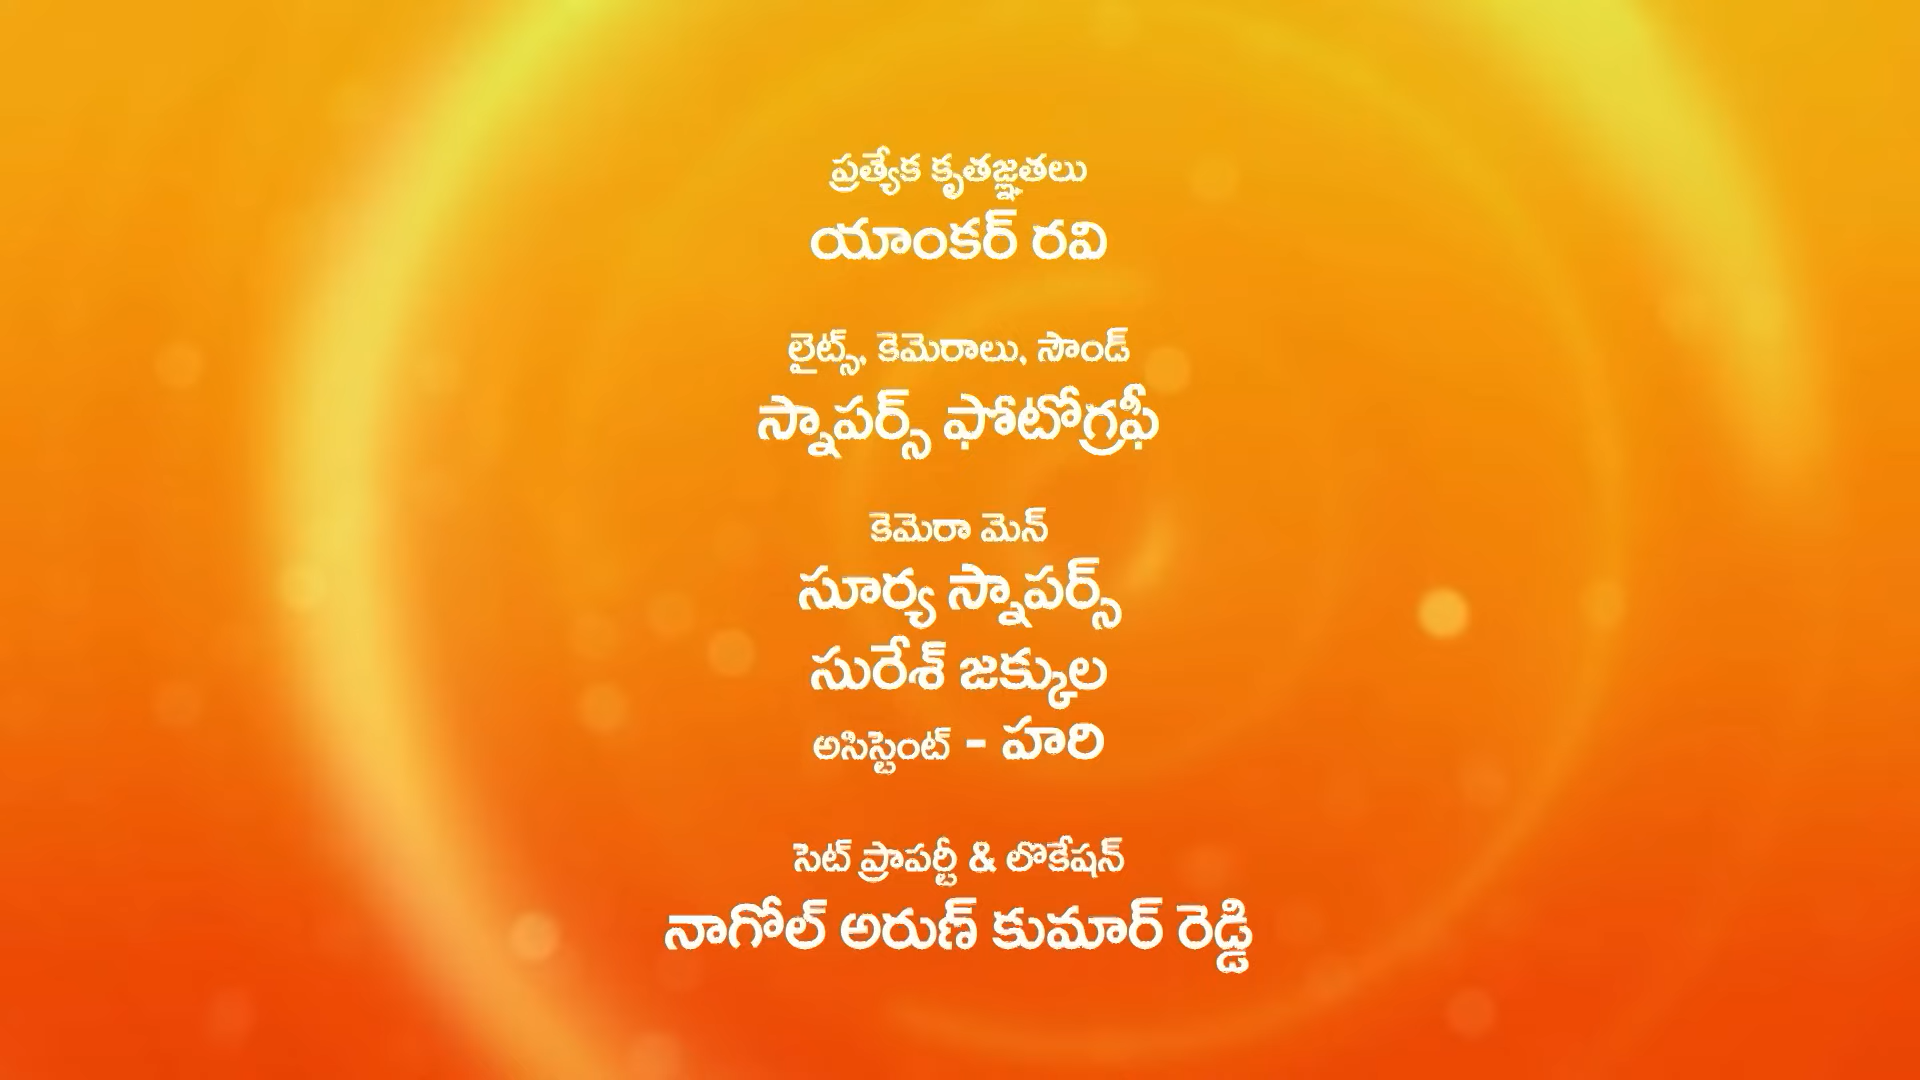 ప్రత్యేక కృతజ్ఞతలు
యాంకర్ రవి
లైట్స్, కెమెరాలు, సౌండ్
స్నాపర్స్ ఫోటోగ్రఫీ
కెమెరా మెన్
సూర్య స్నాపర్స్
సురేశ్ జక్కుల
అసిస్టెంట్ - హరి
సెట్ ప్రాపర్టీ & లొకేషన్
నాగోల్ అరుణ్ కుమార్ రెడ్డి